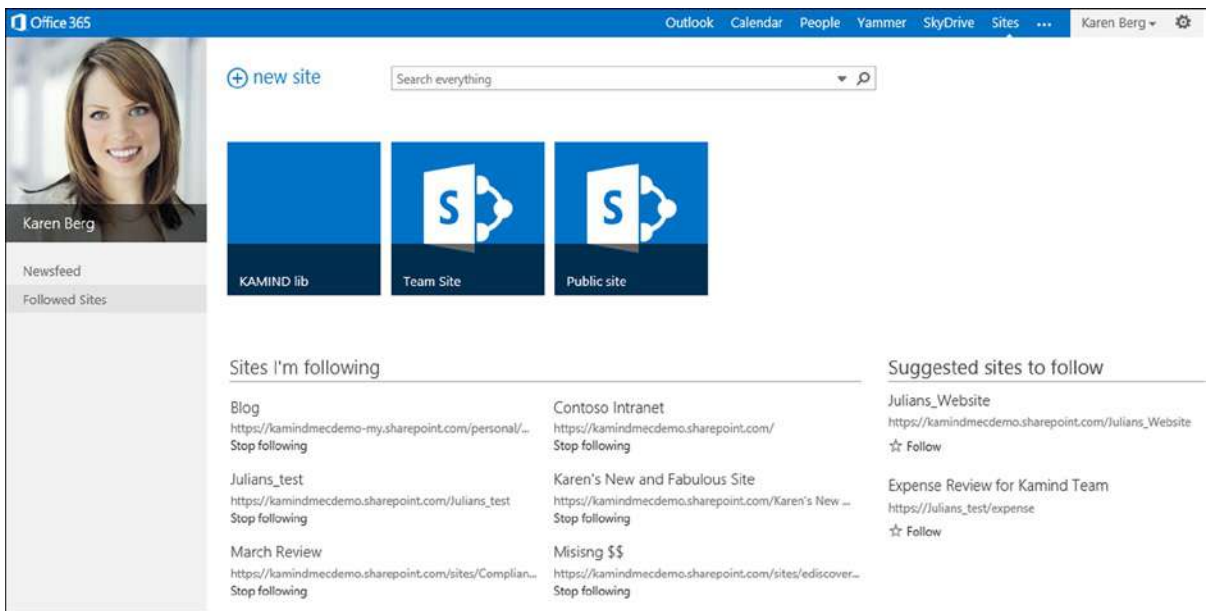 Office 365
Outlook Calendar People Yammer SkyDrive Sites ... Karen Berg
new site
Search everything
Karen Berg
Newsfeed
Followed Sites
S
S
KAMIND lib
Team Site
Public site
Sites I'm following
Blog
https://kamindmecdemo-my.sharepoint.com/personal/...
Stop following
Contoso Intranet
https://kamindmecdemo.sharepoint.com/
Stop following
Julians_test
https://kamindmecdemo.sharepoint.com/Julians_test
Stop following
Karen's New and Fabulous Site
https://kamindmecdemo.sharepoint.com/Karen's New ...
Stop following
March Review
https://kamindmecdemo.sharepoint.com/sites/Complian...
Stop following
Misisng $$
https://kamindmecdemo.sharepoint.com/sites/ediscover...
Stop following
Suggested sites to follow
Julians_Website
https://kamindmecdemo.sharepoint.com/Julians_Website
Follow
Expense Review for Kamind Team
https://Julians_test/expense
Follow